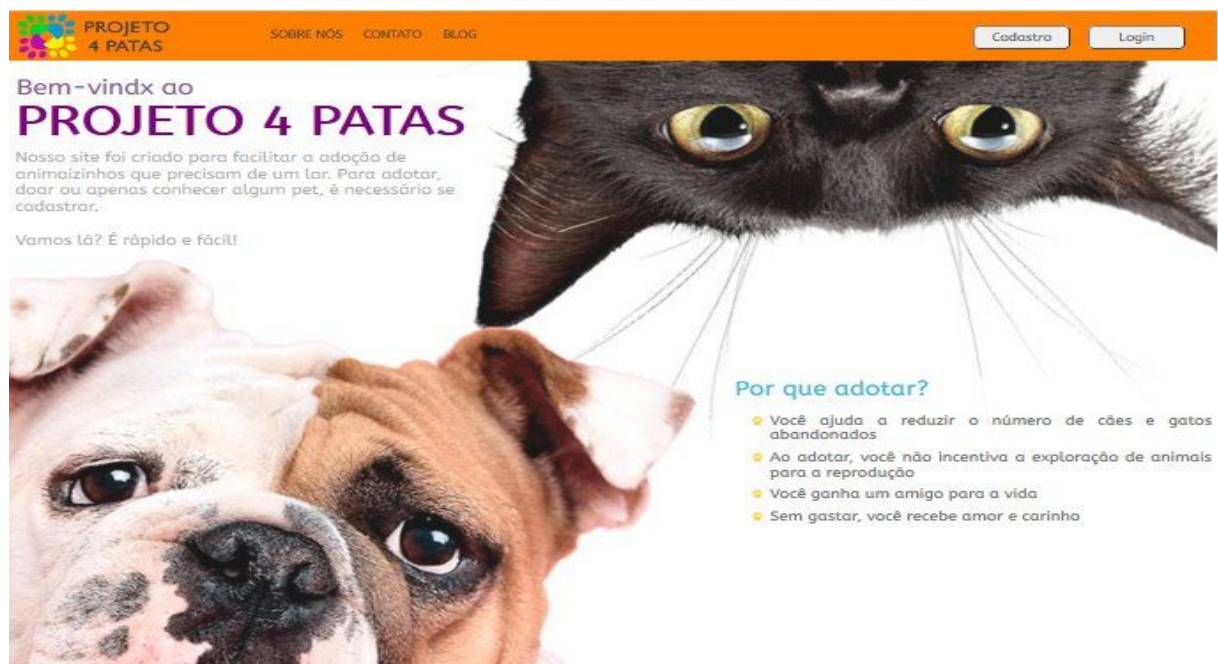 PROJETO
4 PATAS
SOBRE NÓS CONTATO BLOG
Cadastro Login
Bem-vindx ao
PROJETO 4 PATAS
Nosso site foi criado para facilitar a adoção de
animaizinhos que precisam de um lar. Para adotar,
doar ou apenas conhecer algum pet, é necessário se
cadastrar.
Vamos lá? É rápido e fácil!
Por que adotar?
Você ajuda a reduzir o número de cães e gatos
abandonados
Ao adotar, você não incentiva a exploração de animais
para a reprodução
Você ganha um amigo para a vida
Sem gastar, você recebe amor e carinho